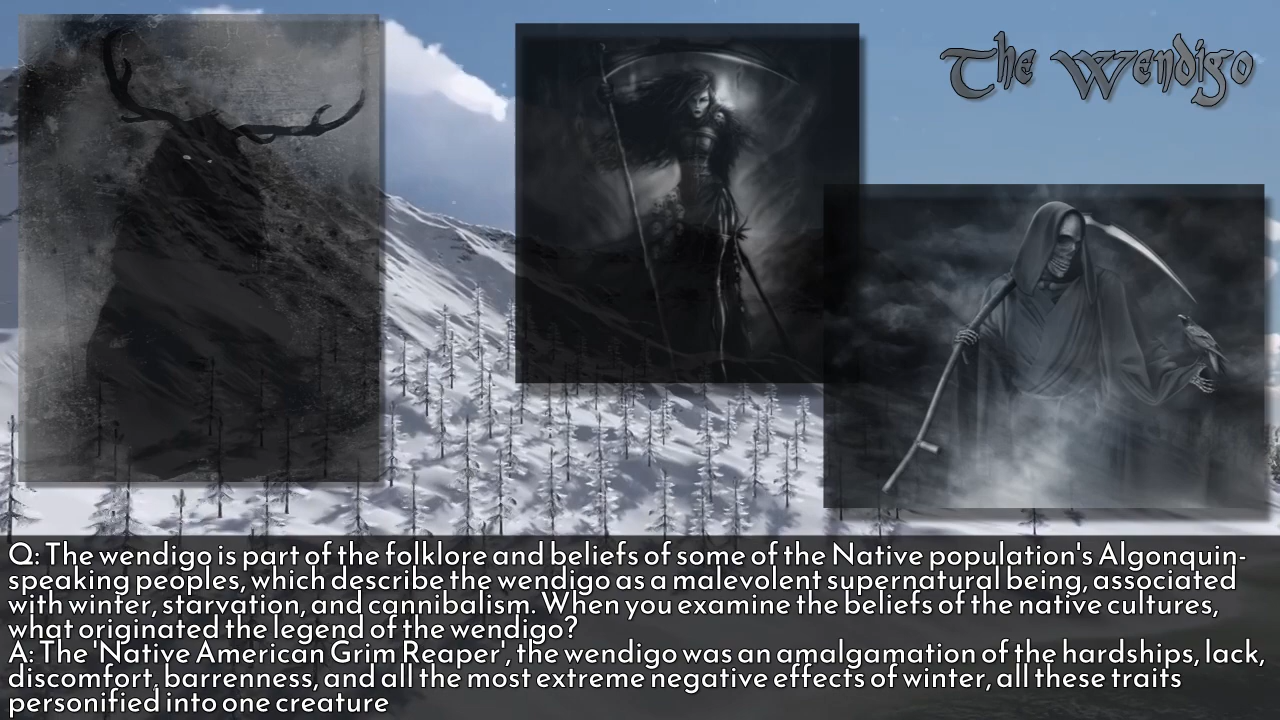 The Wendigo
Q: The wendigo is part of the folklore and beliefs of some of the Native population's Algonquin-
speaking peoples, which describe the wendigo as a malevolent supernatural being, associated
with winter, starvation, and cannibalism. When you examine the beliefs of the native cultures,
what originated the legend of the wendigo?
A: The 'Native American Grim Reaper', the wendigo was an amalgamation of the hardships, lack,
discomfort, barrenness, and all the most extreme negative effects of winter, all these traits
personified into one creature